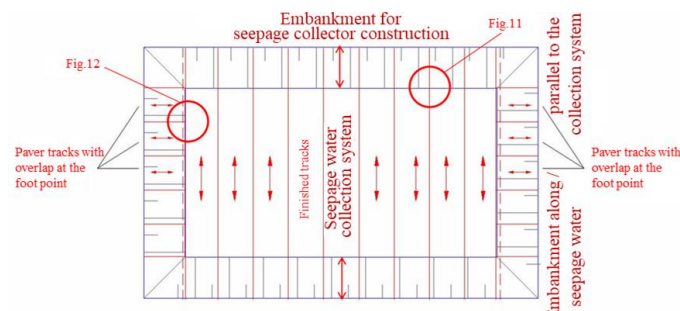 Embankment for
seepage collector construction
Fig.11
Fig.12
parallel to the
collection system
Paver tracks with
overlap at the
foot point
Finished tracks
Seepage water
collection system
Paver tracks with
overlap at the
foot point
Embankment along /
seepage water